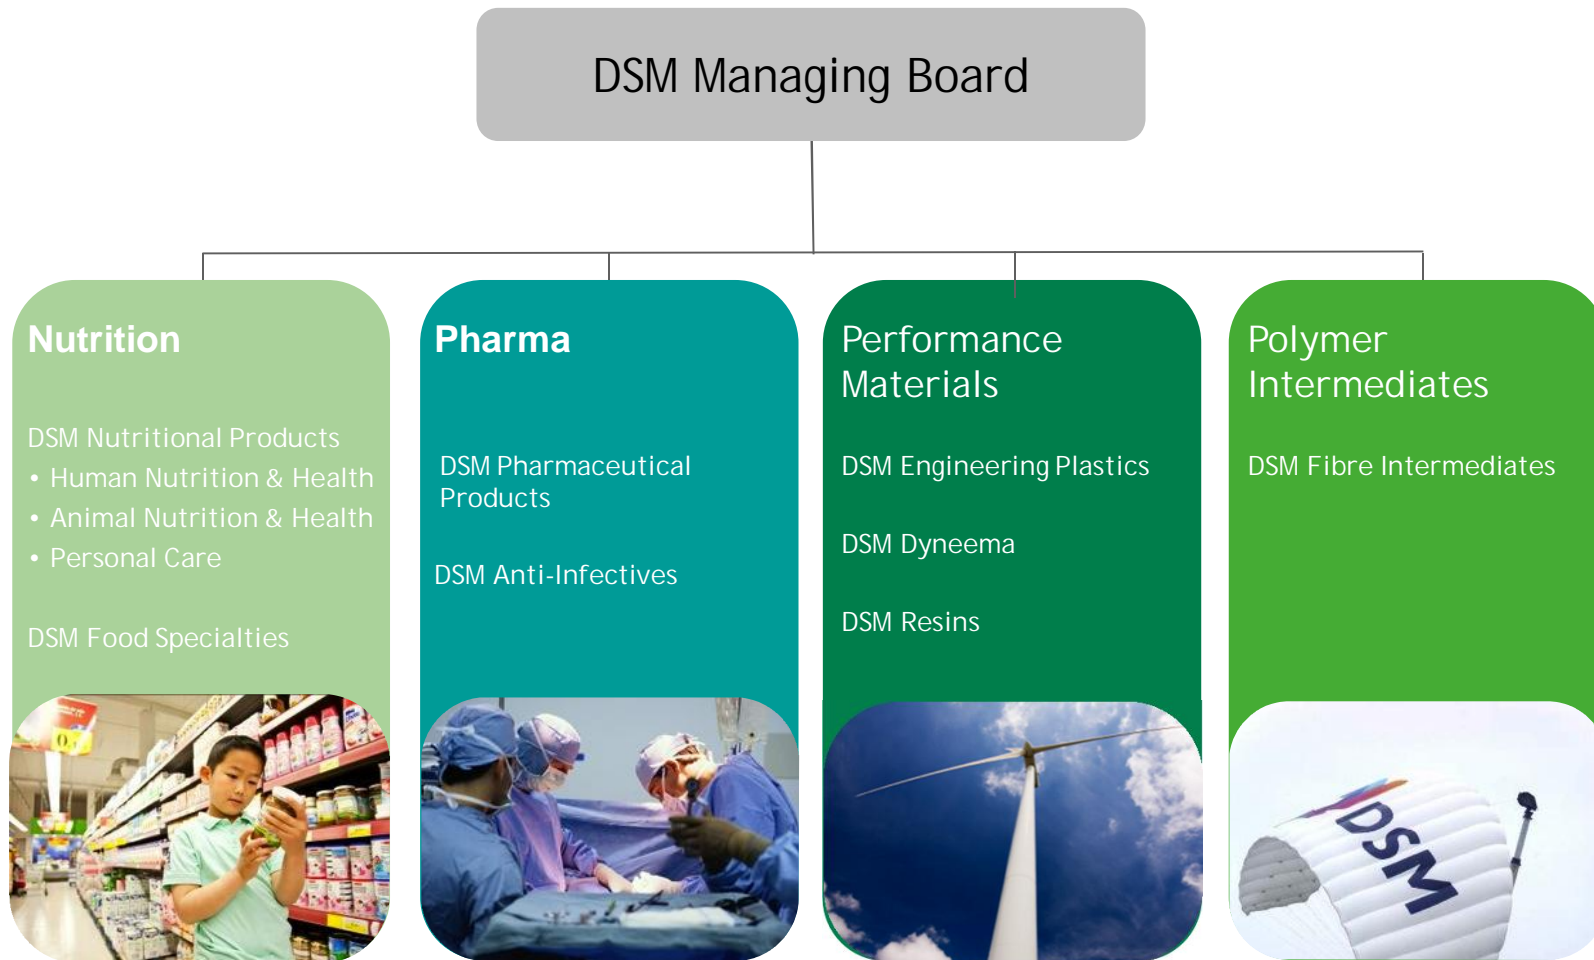 DSM Managing Board
Nutrition
DSM Nutritional Products
• Human Nutrition & Health
• Animal Nutrition & Health
• Personal Care
DSM Food Specialties
Pharma
DSM Pharmaceutical
Products
DSM Anti-Infectives
Performance
Materials
DSM Engineering Plastics
DSM Dyneema
DSM Resins
Polymer
Intermediates
DSM Fibre Intermediates
DSM